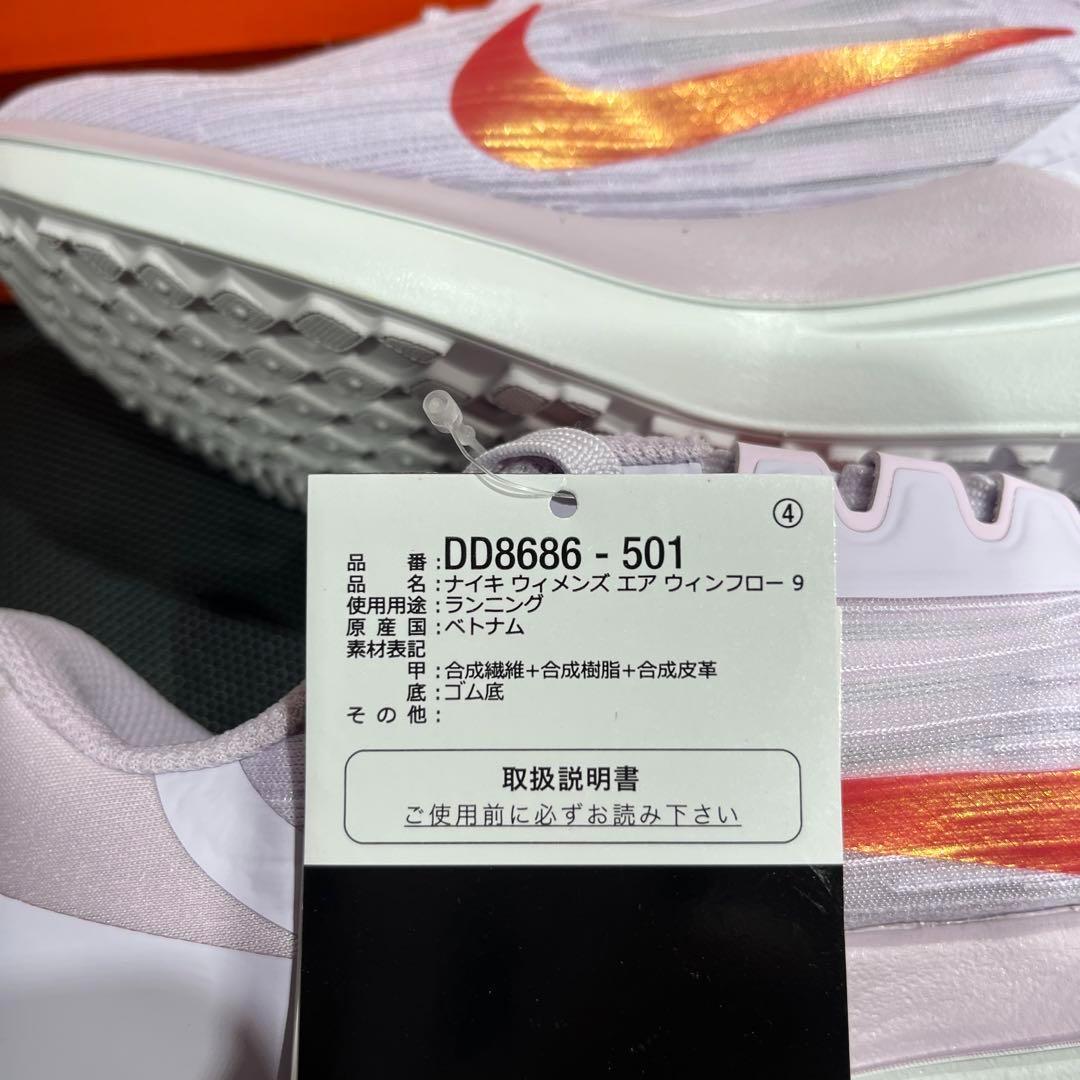 ④
品番:DD8686 - 501
品名:ナイキ ウィメンズ エア ウィンフロー 9
使用用途:ランニング
原産国:ベトナム
素材表記
甲:合成繊維+合成樹脂+合成皮革
底:ゴム底
その他:
取扱説明書
ご使用前に必ずお読み下さい